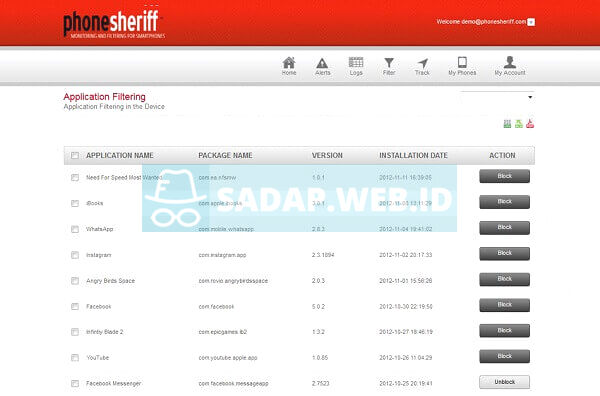 phonesheriff
MONITORING AND FILTERING FOR SMARTPHONES
Welcome demo@phonesheriff.com
Home Alerts Logs Filter Track My Phones My Account
Application Filtering
Application Filtering in the Device
APPLICATION NAME PACKAGE NAME VERSION INSTALLATION DATE ACTION
Need For Speed Most Wanted com.ea.nfsmw 1.0.1 2012-11-11 16:39:05 Block
iBooks com.apple.ibooks 3.0.1 Block
SADAP.WEB.ID
WhatsApp com.mobile.whatsapp 2.8.3 2012-11-04 19:41:02 Block
Instagram com.instagram.app 2.3.1894 2012-11-02 20:17:33 Block
Angry Birds Space com.rovio.angrybirdsspace 2.0.3 2012-11-01 15:56:26 Block
Facebook com.facebook 5.0.2 2012-10-30 22:19:50 Block
Infinity Blade 2 com.epicgames.ib2 1.3.2 2012-10-27 18:46:19 Block
YouTube com.youtube.apple.app 1.0.85 2012-10-26 11:04:29 Block
Facebook Messenger com.facebook.messageapp 2.7523 2012-10-25 20:19:41 Unblock